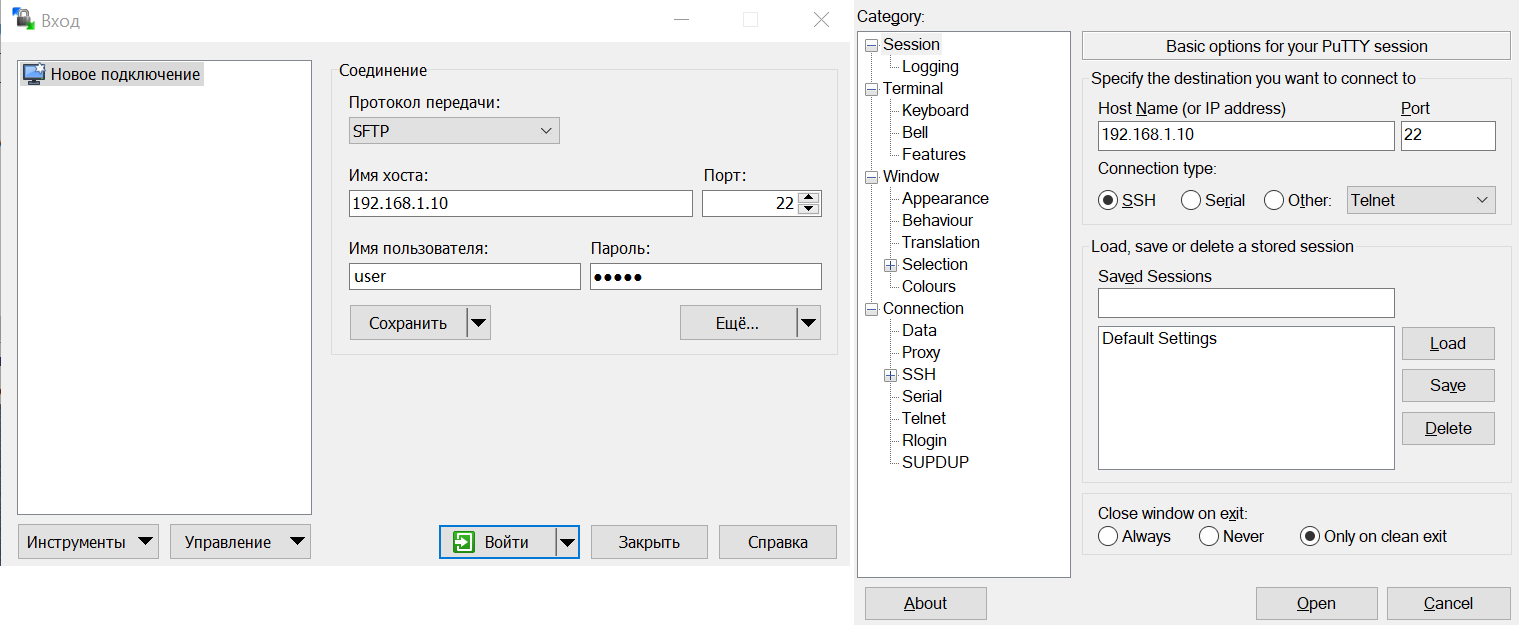 Вход
Новое подключение
Соединение
Протокол передачи:
SFTP
Имя хоста:
Порт:
192.168.1.10
22
Имя пользователя:
Пароль:
user
●●●●●
Сохранить
Ещё...
Инструменты
Управление
Войти
Закрыть
Справка
Category:
Session
Logging
Terminal
Keyboard
Bell
Features
Window
Appearance
Behaviour
Translation
Selection
Colours
Connection
Data
Proxy
SSH
Serial
Telnet
Rlogin
SUPDUP
Basic options for your PuTTY session
Specify the destination you want to connect to
Host Name (or IP address)
Port
192.168.1.10
22
Connection type:
SSH
Serial
Other:
Telnet
Load, save or delete a stored session
Saved Sessions
Default Settings
Load
Save
Delete
Close window on exit:
Always
Never
Only on clean exit
About
Open
Cancel